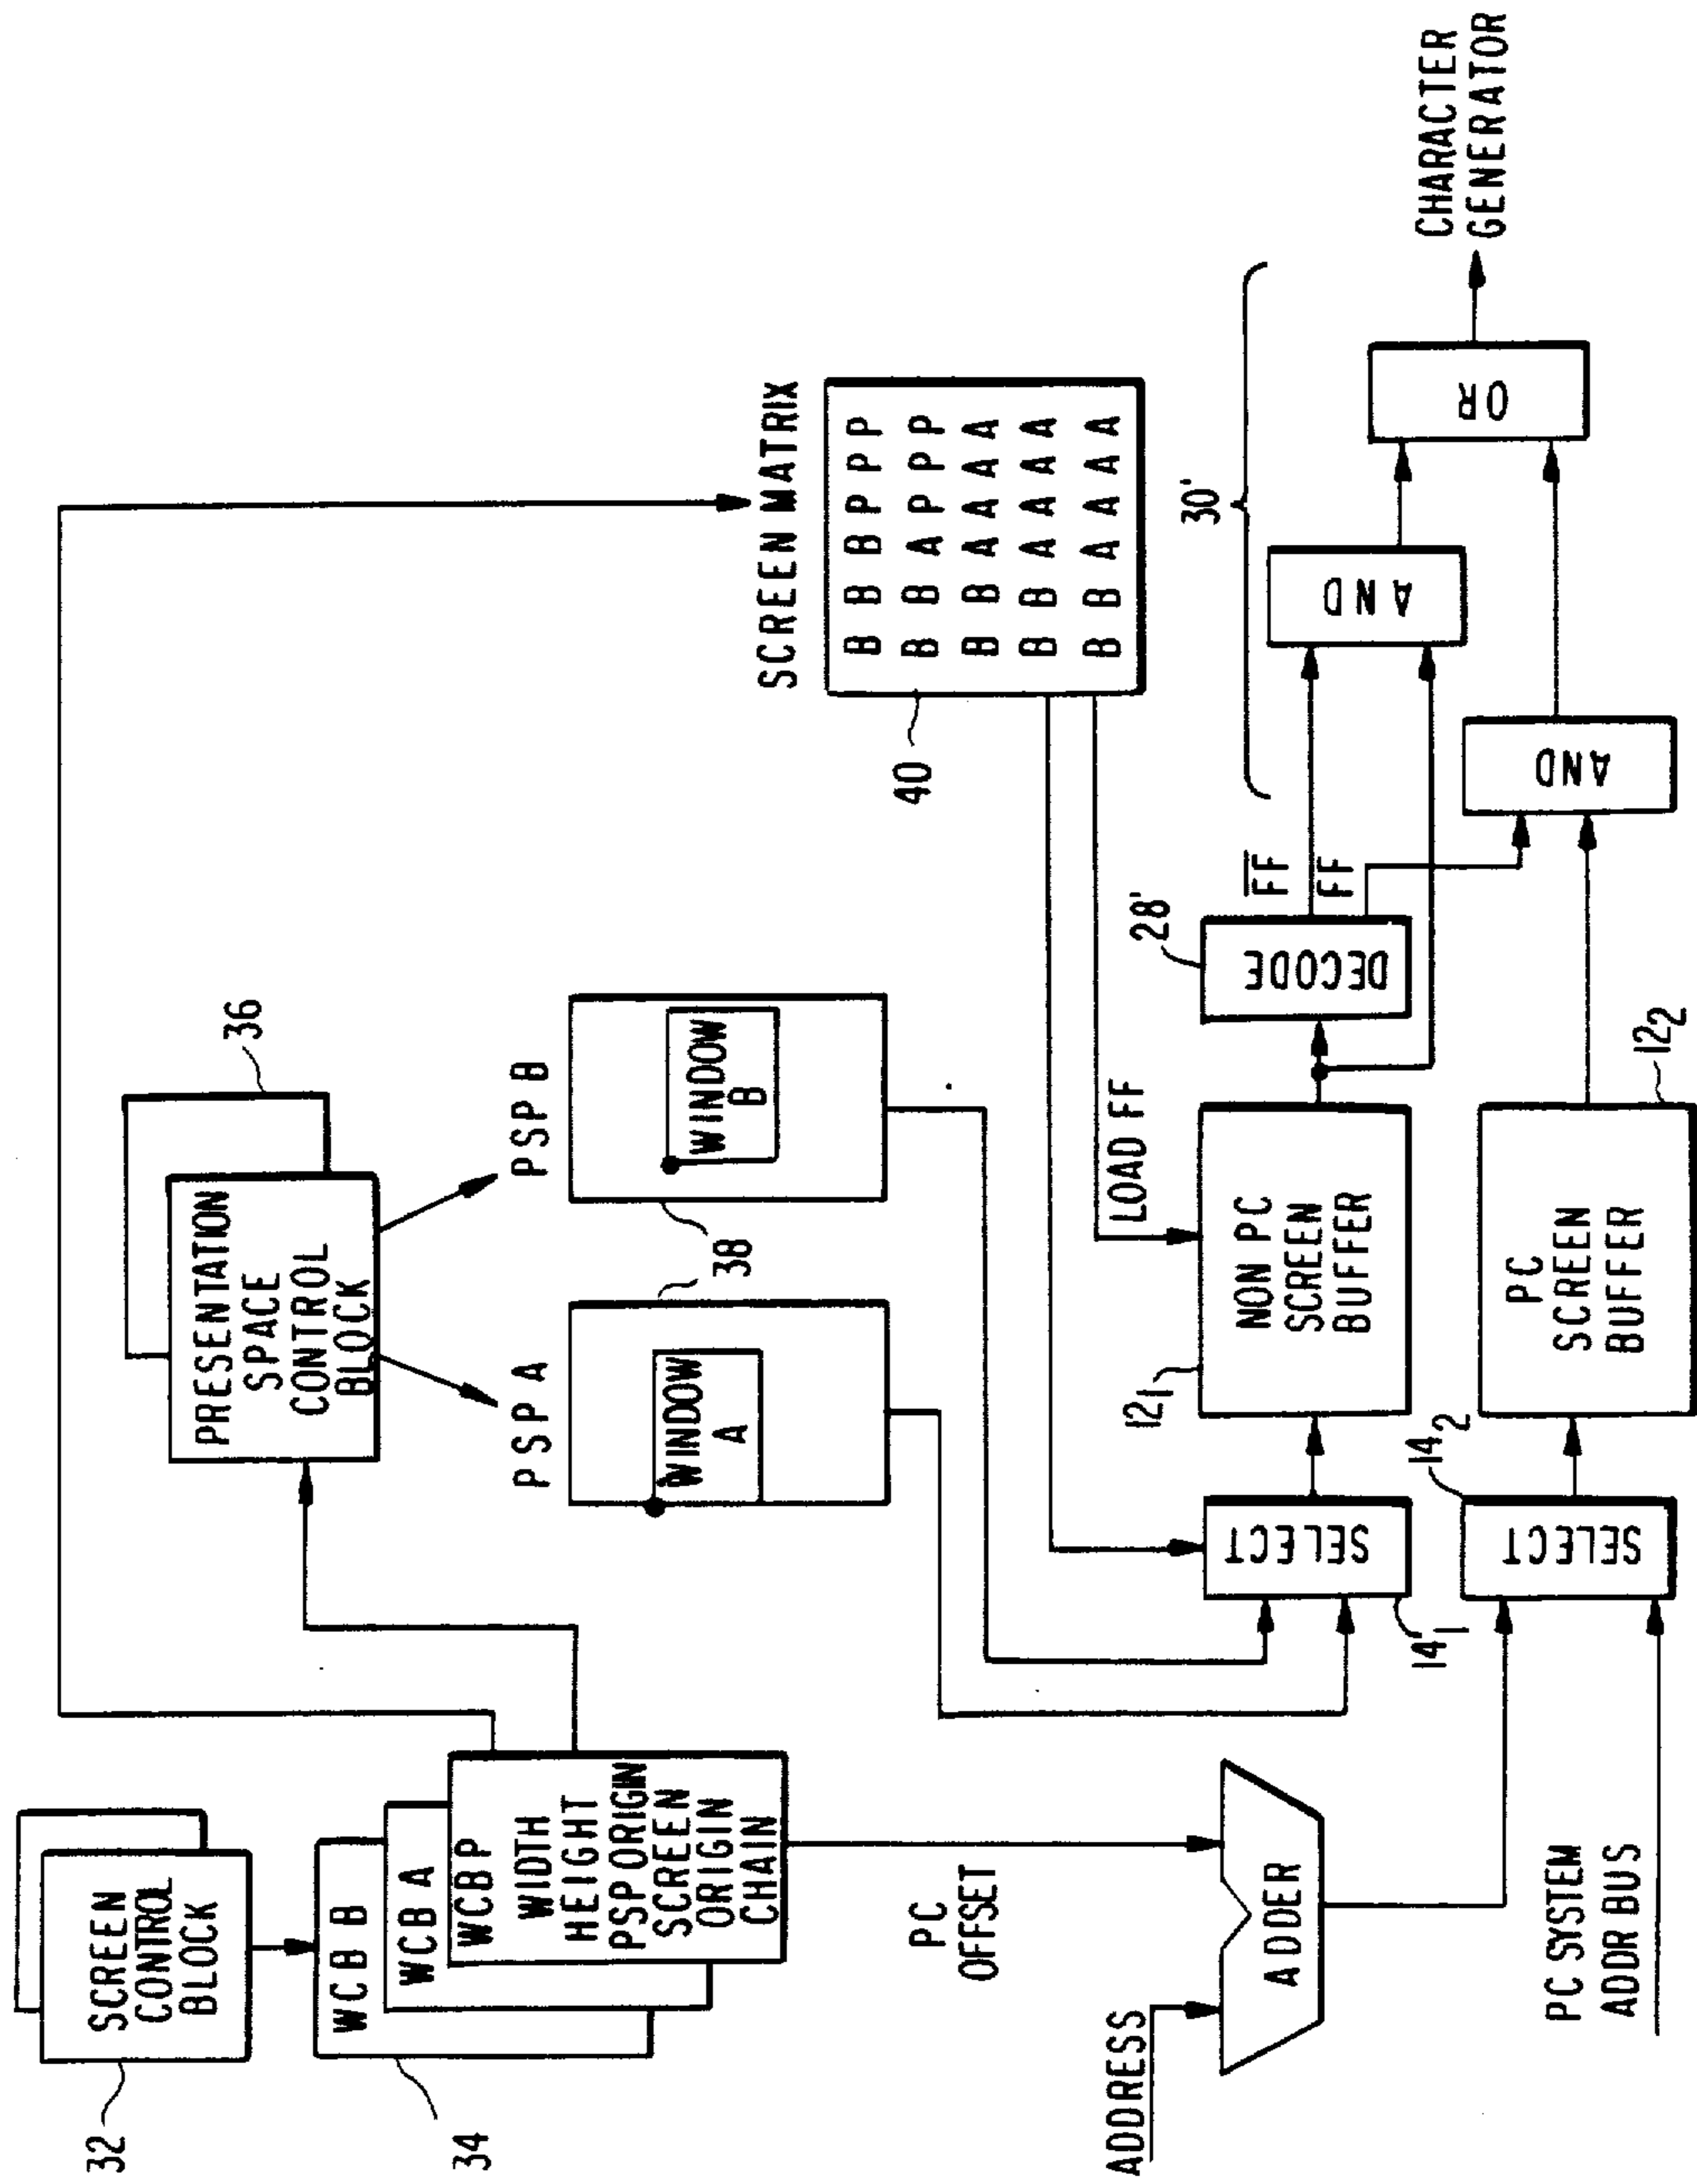 32
SCREEN
CONTROL
BLOCK
34
WCB B
WCB A
WCBP
WIDTH
HEIGHT
PSP ORIGIN
SCREEN
ORIGIN
CHAIN
PRESENTATION
SPACE
CONTROL
BLOCK
36
PSP A
WINDOW
A
PSP B
WINDOW
B
38
SCREEN MATRIX
B B B P P P
B B A P P P
B B A A A A
B B A A A A
B B A A A A
40
PC
OFFSET
ADDRESS
ADDER
PC SYSTEM
ADDR BUS
SELECT
14'1
SELECT
142
LOAD FF
NON PC
SCREEN
BUFFER
121
PC
SCREEN
BUFFER
122
DECODE
28'
F̅F̅
FF
AND
AND
30'
OR
CHARACTER
GENERATOR